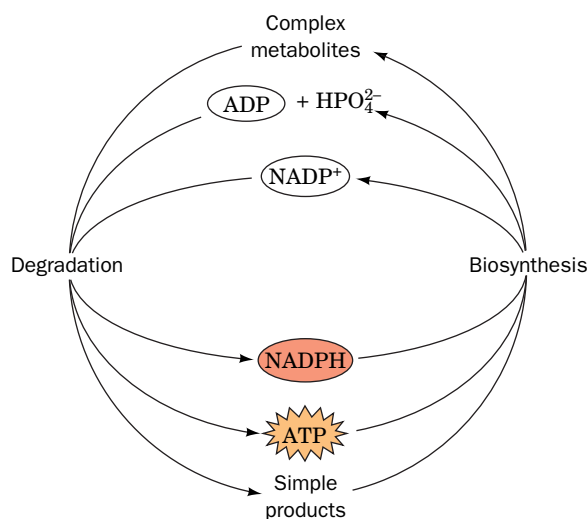 Complex
metabolites
ADP + HPO₄²⁻
NADP⁺
Degradation Biosynthesis
NADPH
ATP
Simple
products